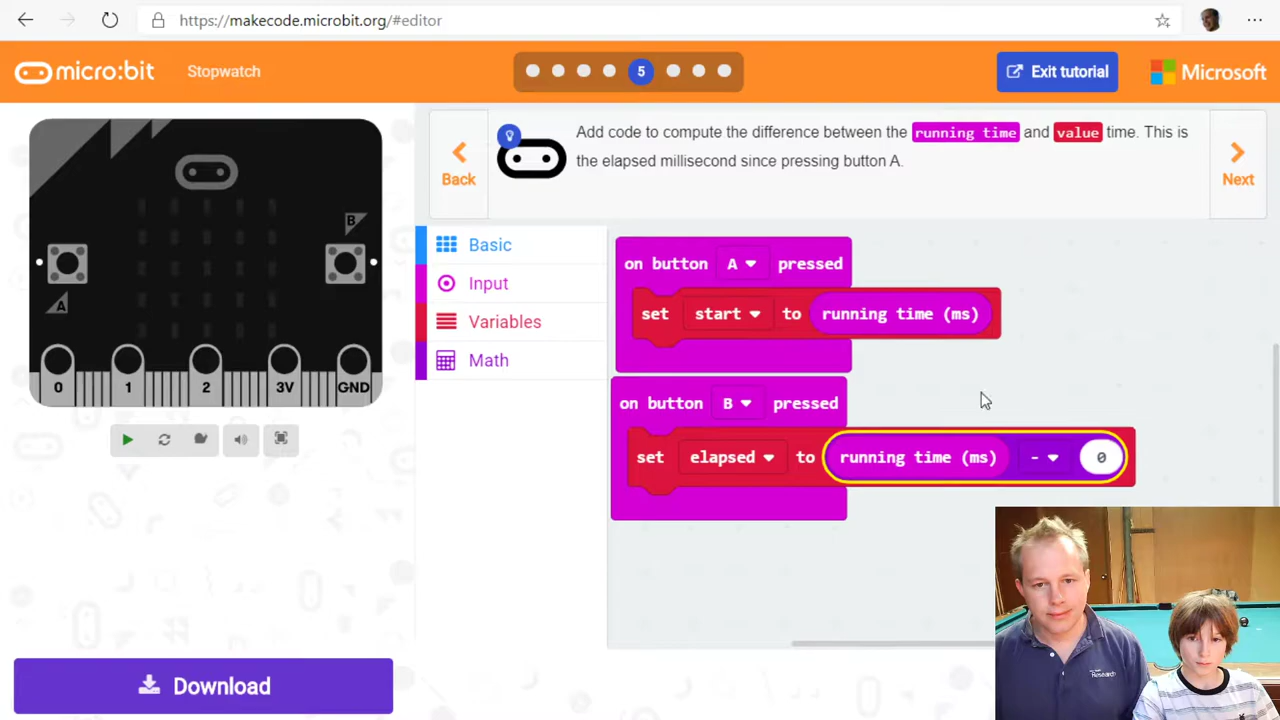 https://makecode.microbit.org/#editor
micro:bit
Stopwatch
5
Exit tutorial
Microsoft
Back
Add code to compute the difference between the running time and value time. This is
the elapsed millisecond since pressing button A.
Next
A
B
0
1
2
3V
GND
Basic
Input
Variables
Math
on button A pressed
set start to running time (ms)
on button B pressed
set elapsed to running time (ms) - 0
Download
Research